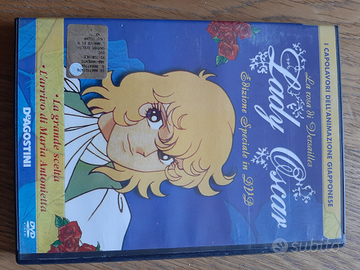 I CAPOLAVORI DELL'ANIMAZIONE GIAPPONESE
La rosa di Versailles
Lady Oscar
Edizione Speciale in DVD
• La grande scelta
• L'arrivo di Maria Antonietta
DeAGOSTINI
DVD
subito